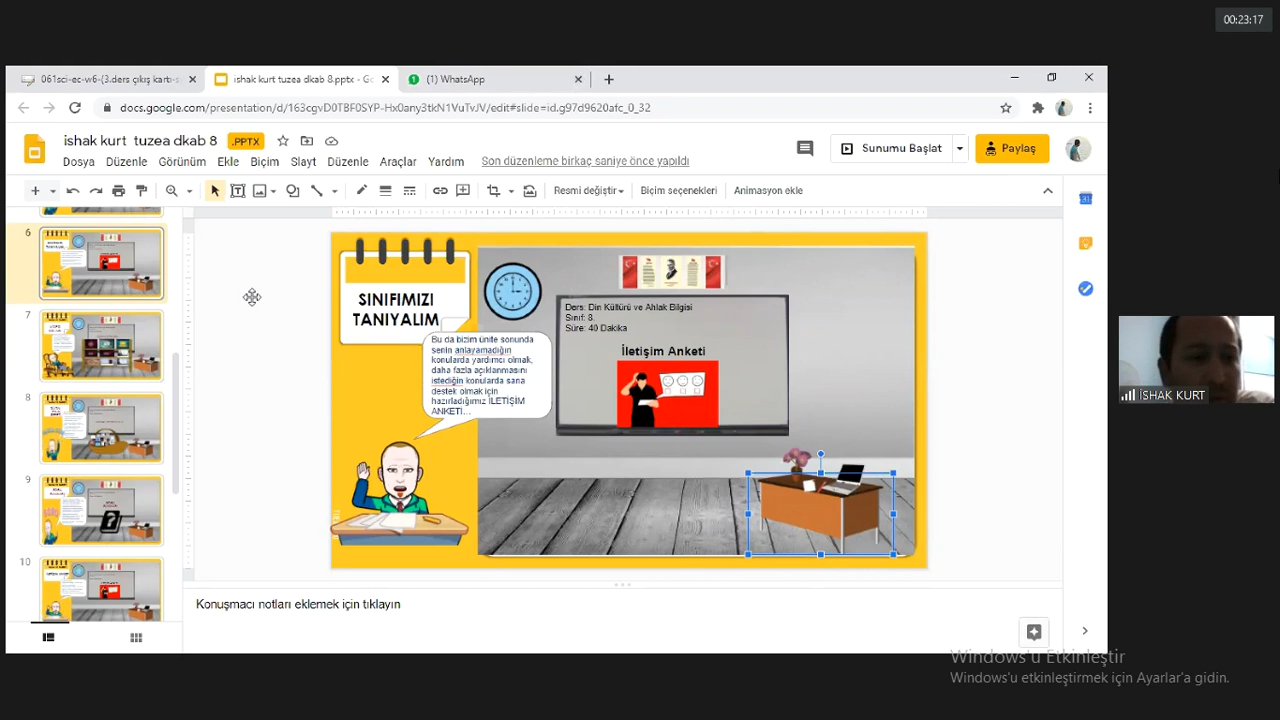 00:23:17
061sci-ec-w6-(3.ders çıkış kartı-s
ishak kurt tuzea dkab 8.pptx - Go
(1) WhatsApp
docs.google.com/presentation/d/163cgvD0TBF0SYP-Hx0any3tkN1VuTvJV/edit#slide=id.g97d9620afc_0_32
ishak kurt tuzea dkab 8 .PPTX
Sunumu Başlat
Paylaş
Dosya Düzenle Görünüm Ekle Biçim Slayt Düzenle Araçlar Yardım Son düzenleme birkaç saniye önce yapıldı
Resmi değiştir Biçim seçenekleri Animasyon ekle
6
7
8
9
10
SINIFIMIZI
TANIYALIM
Bu da bizim ünite sonunda
senin anlayamadığın
konularda yardımcı olmak,
daha fazla açıklanmasını
istediğin konularda sana
destek olmak için
hazırladığımız İLETİŞİM
ANKETİ...
Ders: Din Kültürü ve Ahlak Bilgisi
Sınıf: 8.
Süre: 40 Dakika
İletişim Anketi
Konuşmacı notları eklemek için tıklayın
İSHAK KURT
Windows'u Etkinleştir
Windows'u etkinleştirmek için Ayarlar'a gidin.